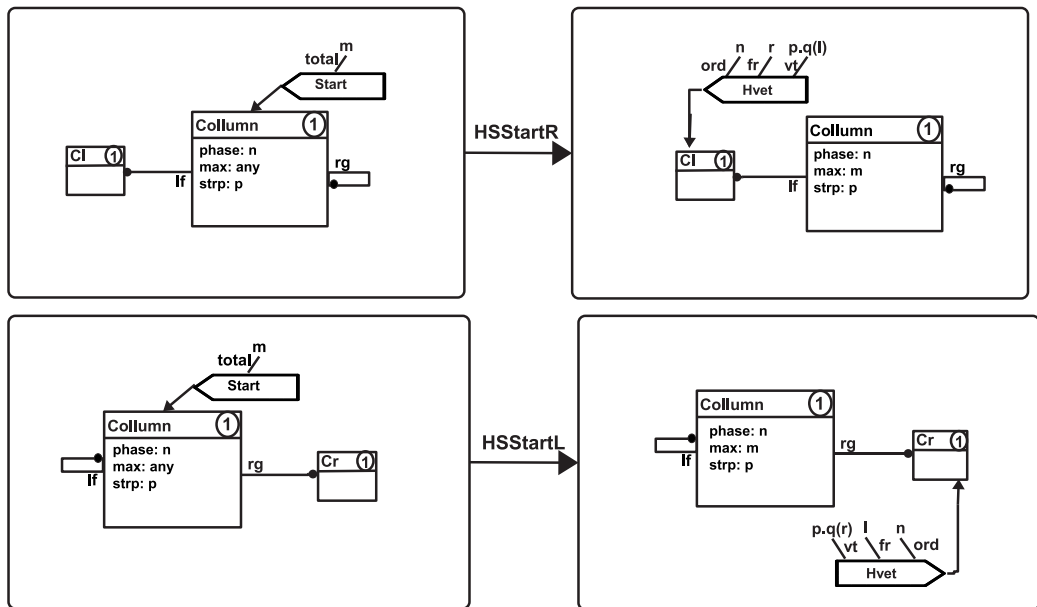 m
total
Start
Collumn 1
phase: n
max: any
strp: p
Cl 1
lf
rg
HSStartR
n r p.q(l)
ord fr vt
Hvet
Collumn 1
phase: n
max: m
strp: p
Cl 1
lf
rg
m
total
Start
Collumn 1
phase: n
max: any
strp: p
lf
rg
Cr 1
HSStartL
Collumn 1
phase: n
max: m
strp: p
lf
rg
Cr 1
p.q(r) l n
vt fr ord
Hvet